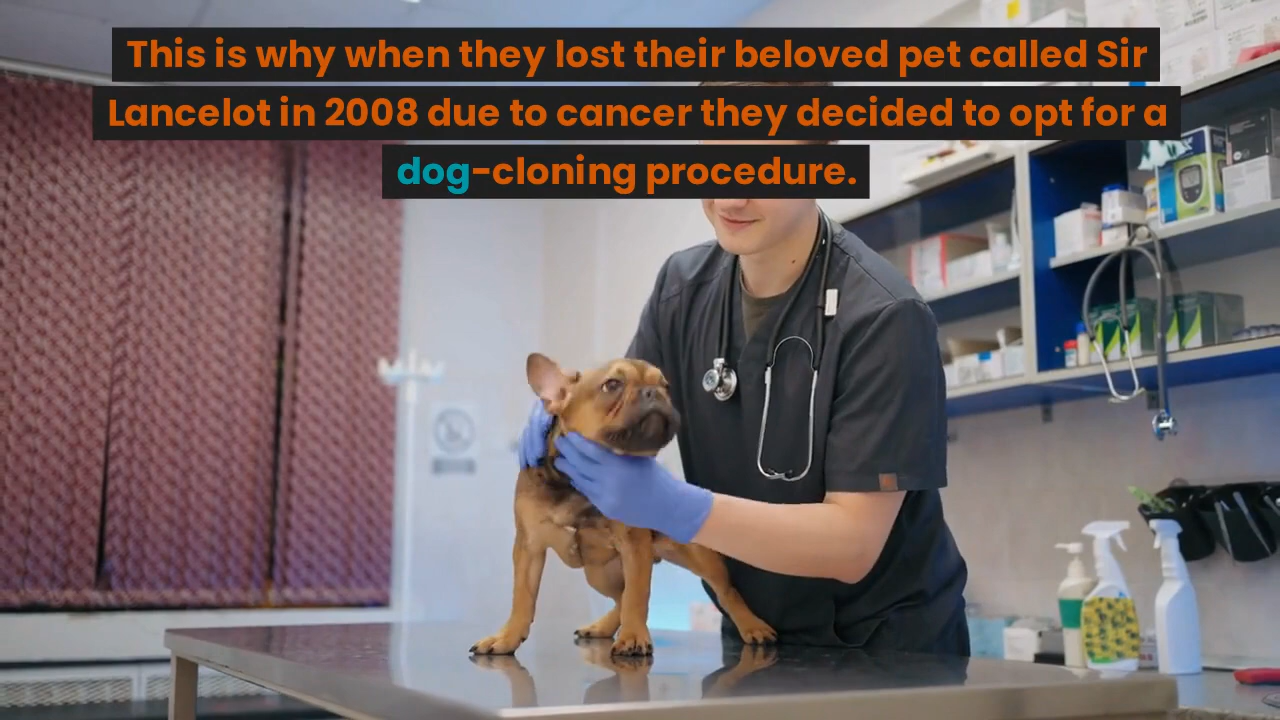 This is why when they lost their beloved pet called Sir
Lancelot in 2008 due to cancer they decided to opt for a
dog-cloning procedure.